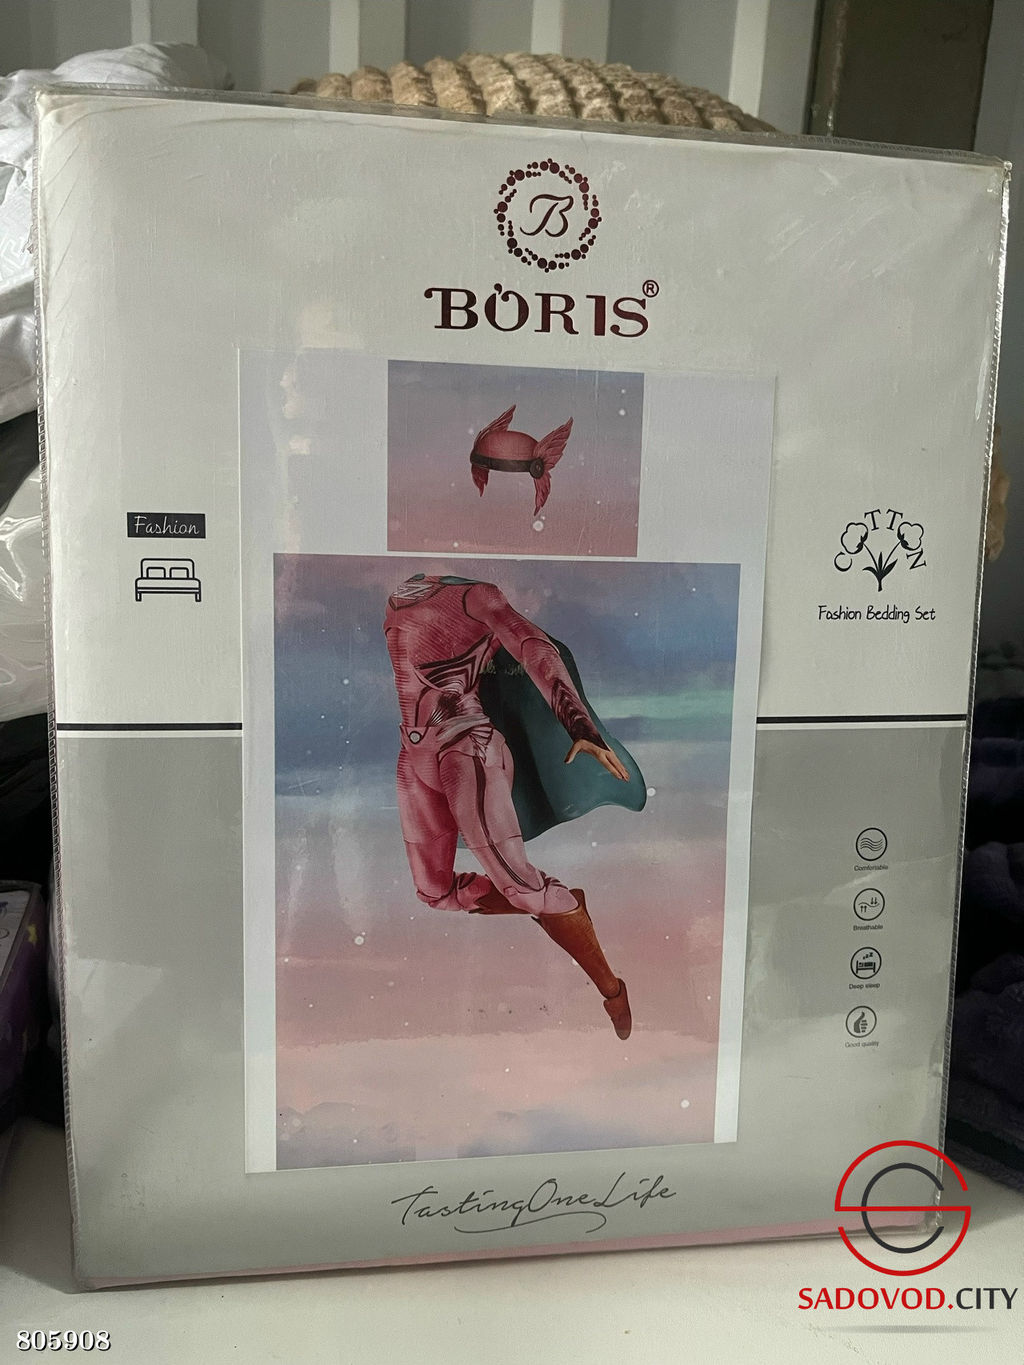 B
BORIS®
Fashion
COTTON
Fashion Bedding Set
Comfortable
Breathable
Deep sleep
Good quality
TastingOneLife
SADOVOD.CITY
805908